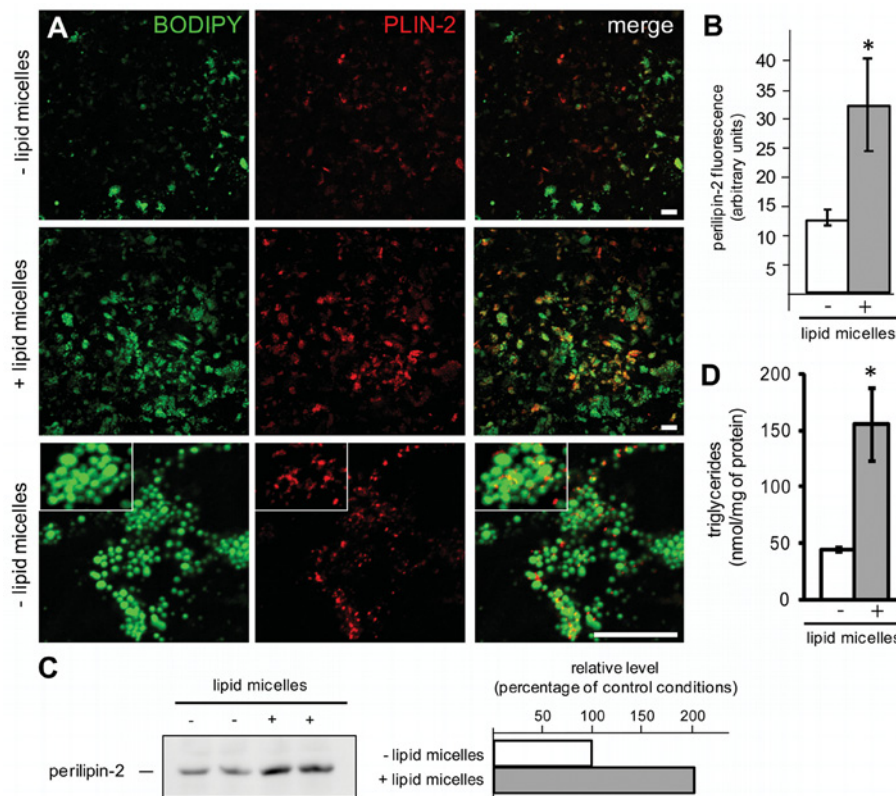 A BODIPY PLIN-2 merge
- lipid micelles
+ lipid micelles
- lipid micelles
B
perilipin-2 fluorescence
(arbitrary units)
40
35
30
25
20
15
10
5
*
- +
lipid micelles
D
triglycerides
(nmol/mg of protein)
200
150
100
50
0
*
- +
lipid micelles
C
lipid micelles
- - + +
perilipin-2 —
relative level
(percentage of control conditions)
50 100 200
- lipid micelles
+ lipid micelles